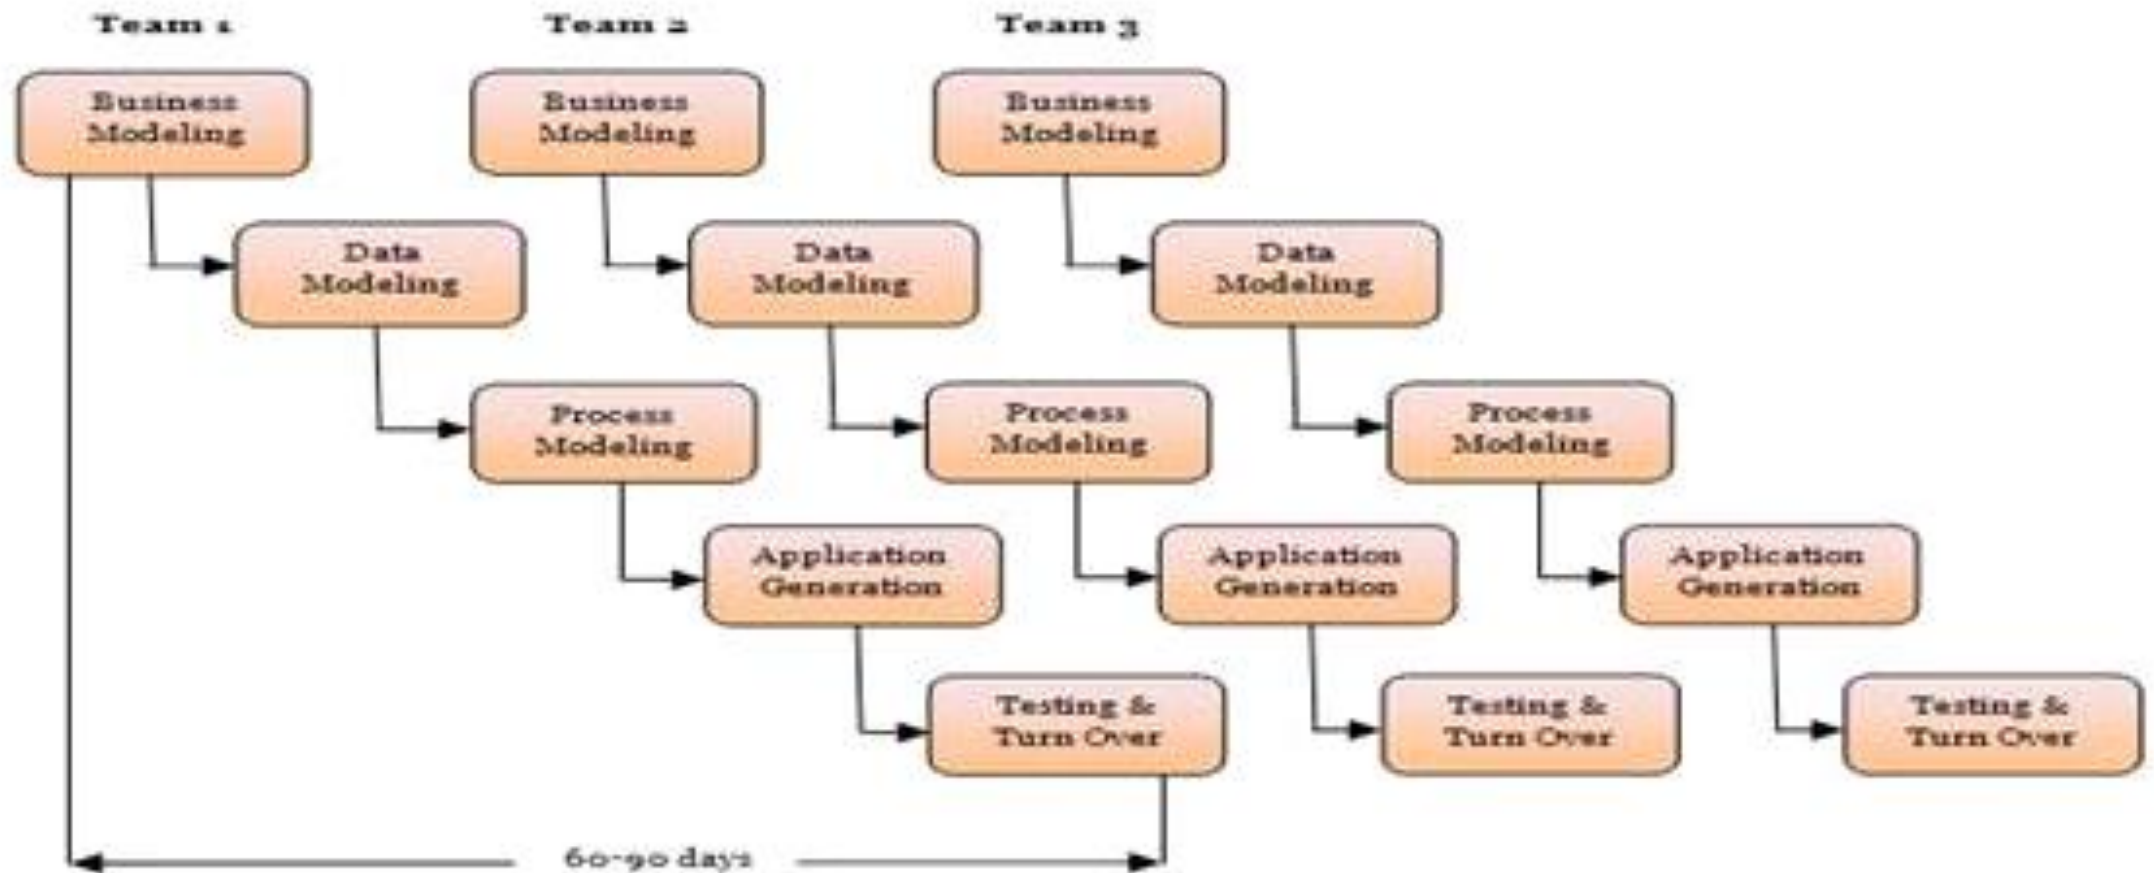 Team 1
Team 2
Team 3
Business
Modeling
Business
Modeling
Business
Modeling
Data
Modeling
Data
Modeling
Data
Modeling
Process
Modeling
Process
Modeling
Process
Modeling
Application
Generation
Application
Generation
Application
Generation
Testing &
Turn Over
Testing &
Turn Over
Testing &
Turn Over
60-90 days